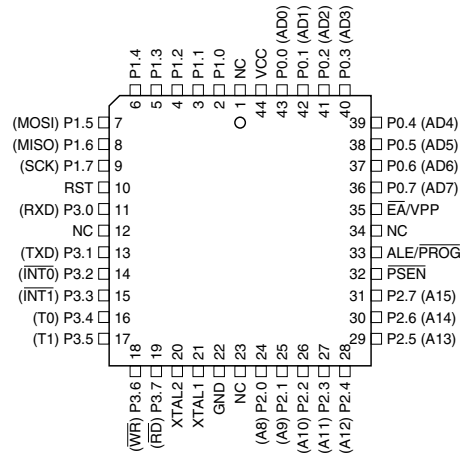 P1.4
P1.3
P1.2
P1.1
P1.0
NC
VCC
P0.0 (AD0)
P0.1 (AD1)
P0.2 (AD2)
P0.3 (AD3)
6
5
4
3
2
1
44
43
42
41
40
(MOSI) P1.5 7
(MISO) P1.6 8
(SCK) P1.7 9
RST 10
(RXD) P3.0 11
NC 12
(TXD) P3.1 13
(I̅N̅T̅0̅) P3.2 14
(I̅N̅T̅1̅) P3.3 15
(T0) P3.4 16
(T1) P3.5 17
39 P0.4 (AD4)
38 P0.5 (AD5)
37 P0.6 (AD6)
36 P0.7 (AD7)
35 E̅A̅/VPP
34 NC
33 ALE/P̅R̅O̅G̅
32 P̅S̅E̅N̅
31 P2.7 (A15)
30 P2.6 (A14)
29 P2.5 (A13)
18
19
20
21
22
23
24
25
26
27
28
(W̅R̅) P3.6
(R̅D̅) P3.7
XTAL2
XTAL1
GND
NC
(A8) P2.0
(A9) P2.1
(A10) P2.2
(A11) P2.3
(A12) P2.4